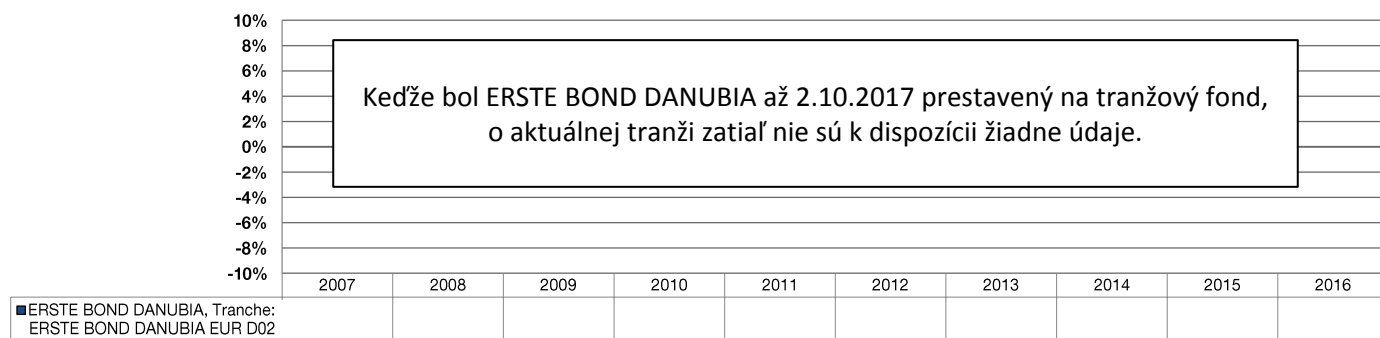 10%
8%
6%
4%
2%
0%
-2%
-4%
-6%
-8%
-10%
Keďže bol ERSTE BOND DANUBIA až 2.10.2017 prestavený na tranžový fond,
o aktuálnej tranži zatiaľ nie sú k dispozícii žiadne údaje.
2007 2008 2009 2010 2011 2012 2013 2014 2015 2016
ERSTE BOND DANUBIA, Tranche:
ERSTE BOND DANUBIA EUR D02